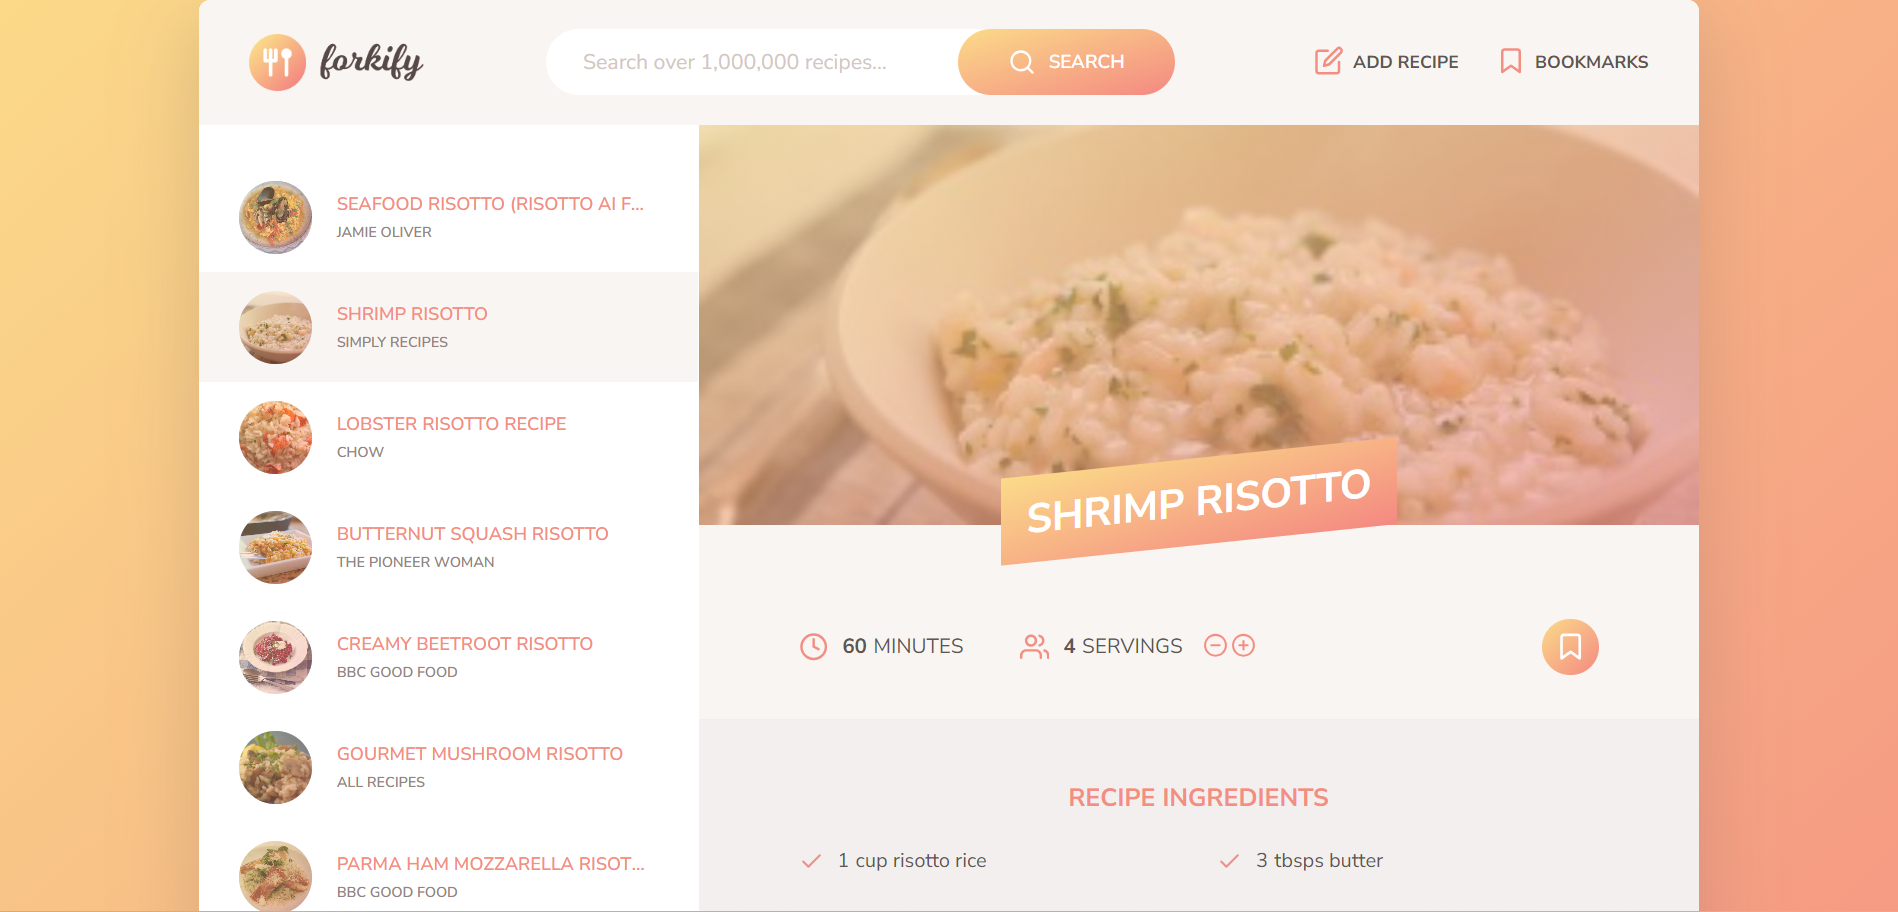 forkify
Search over 1,000,000 recipes...
SEARCH
ADD RECIPE
BOOKMARKS
SEAFOOD RISOTTO (RISOTTO AI F...
JAMIE OLIVER
SHRIMP RISOTTO
SIMPLY RECIPES
LOBSTER RISOTTO RECIPE
CHOW
BUTTERNUT SQUASH RISOTTO
THE PIONEER WOMAN
CREAMY BEETROOT RISOTTO
BBC GOOD FOOD
GOURMET MUSHROOM RISOTTO
ALL RECIPES
PARMA HAM MOZZARELLA RISOT...
BBC GOOD FOOD
SHRIMP RISOTTO
60 MINUTES
4 SERVINGS
RECIPE INGREDIENTS
1 cup risotto rice
3 tbsps butter